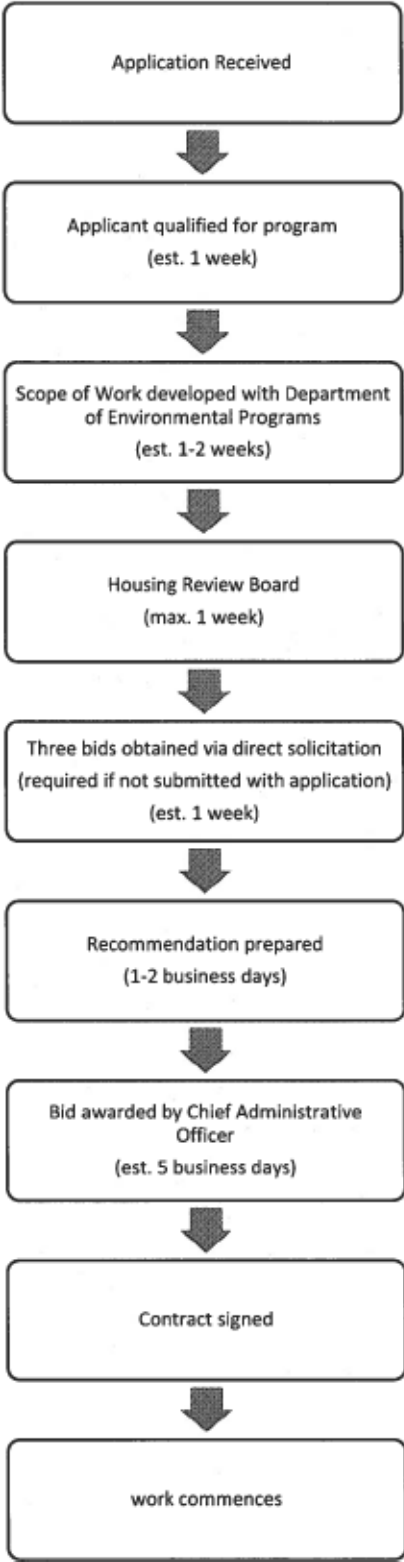 Application Received
Applicant qualified for program
(est. 1 week)
Scope of Work developed with Department
of Environmental Programs
(est. 1-2 weeks)
Housing Review Board
(max. 1 week)
Three bids obtained via direct solicitation
(required if not submitted with application)
(est. 1 week)
Recommendation prepared
(1-2 business days)
Bid awarded by Chief Administrative
Officer
(est. 5 business days)
Contract signed
work commences